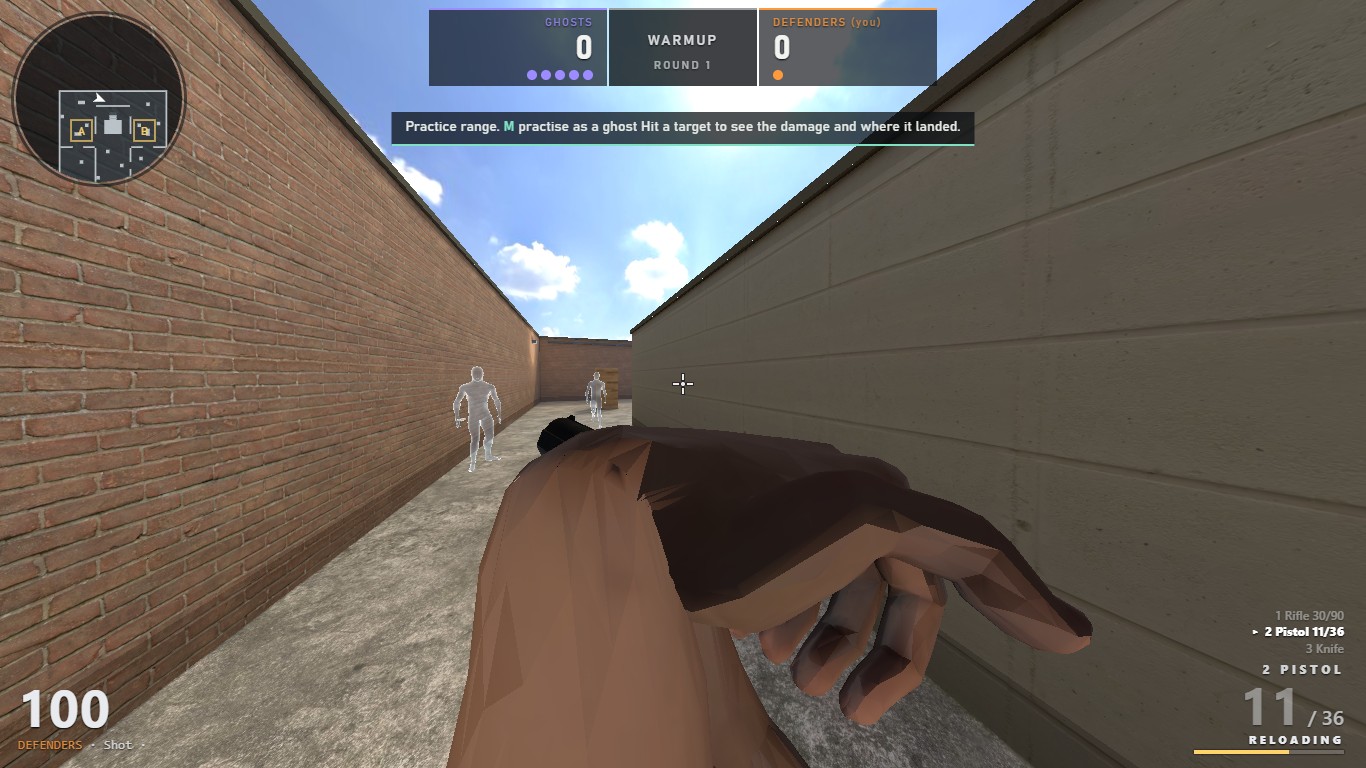 GHOSTS
0
WARMUP
ROUND 1
DEFENDERS (you)
0
Practice range. M practise as a ghost Hit a target to see the damage and where it landed.
A
B
1 Rifle 30/90
▸ 2 Pistol 11/36
3 Knife
2 PISTOL
11 / 36
RELOADING
100
DEFENDERS · Shot ·